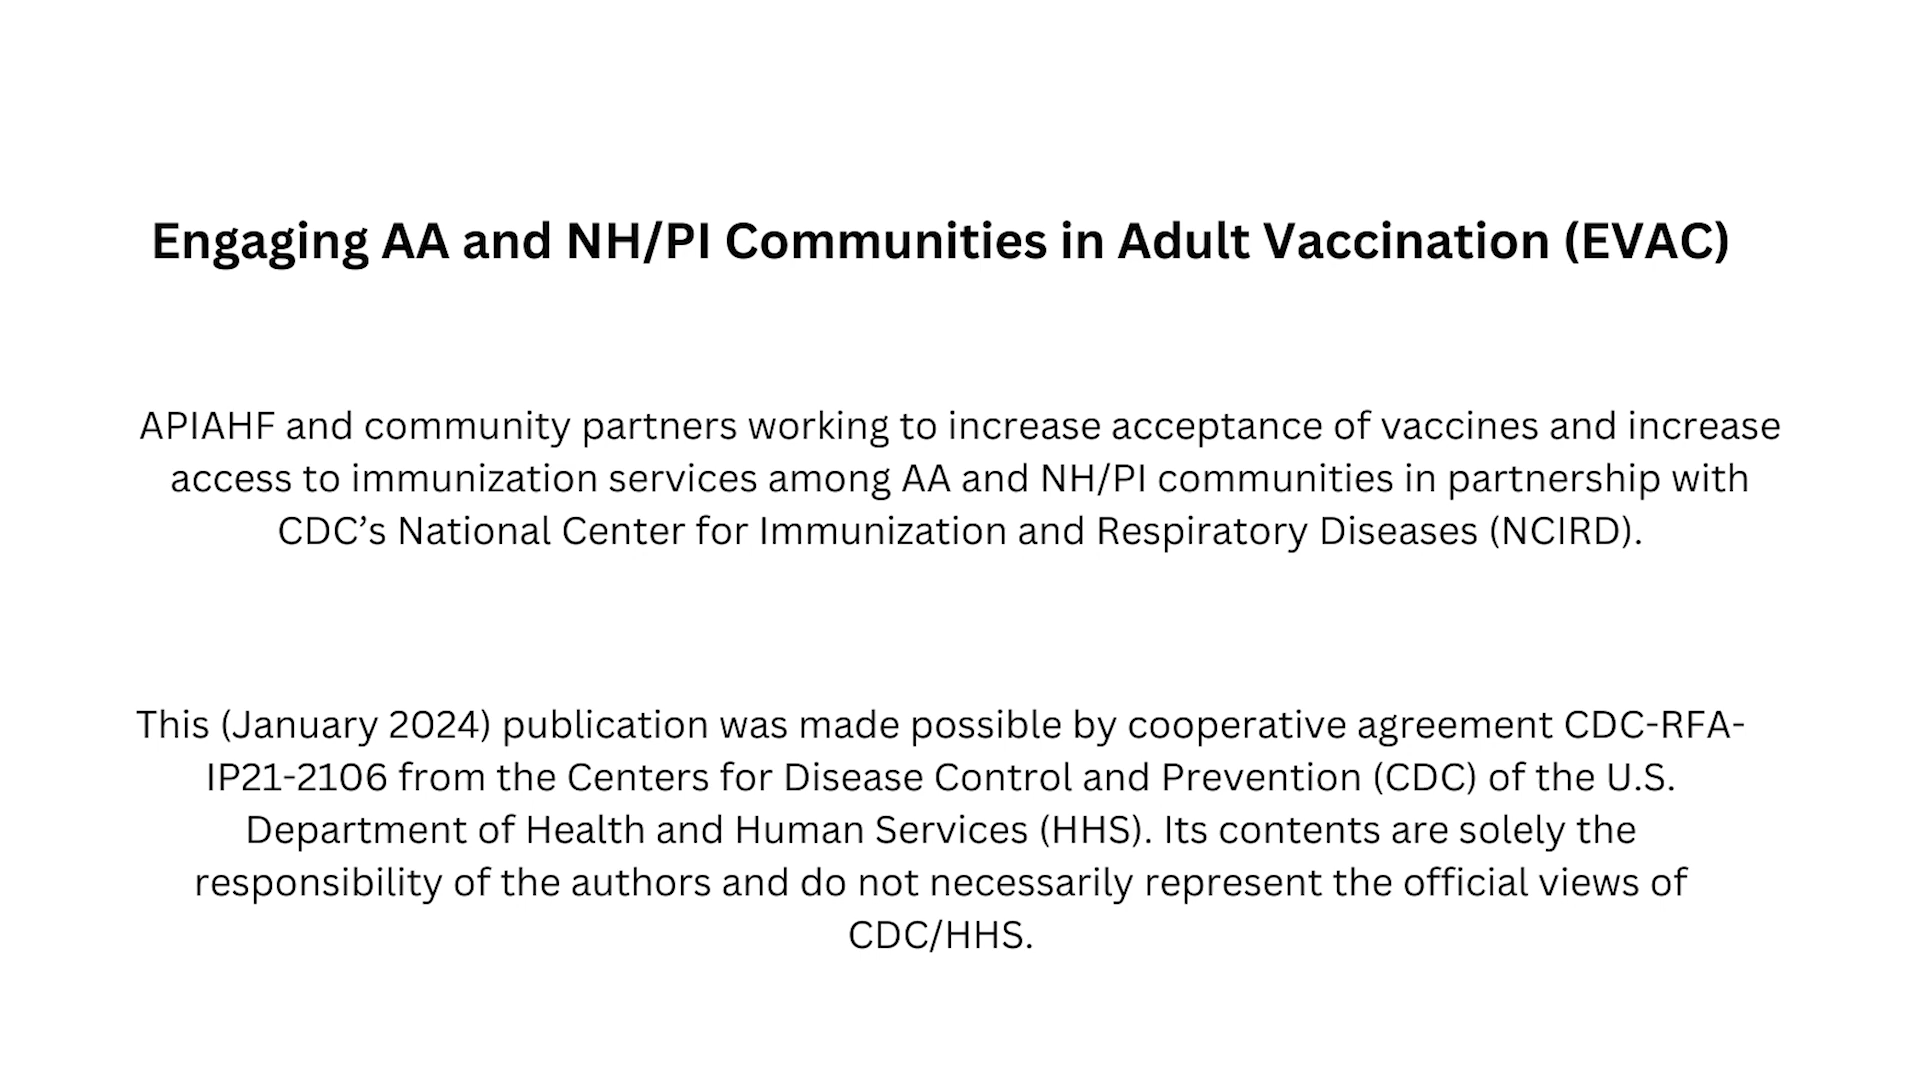 Engaging AA and NH/PI Communities in Adult Vaccination (EVAC)
APIAHF and community partners working to increase acceptance of vaccines and increase
access to immunization services among AA and NH/PI communities in partnership with
CDC’s National Center for Immunization and Respiratory Diseases (NCIRD).
This (January 2024) publication was made possible by cooperative agreement CDC-RFA-
IP21-2106 from the Centers for Disease Control and Prevention (CDC) of the U.S.
Department of Health and Human Services (HHS). Its contents are solely the
responsibility of the authors and do not necessarily represent the official views of
CDC/HHS.